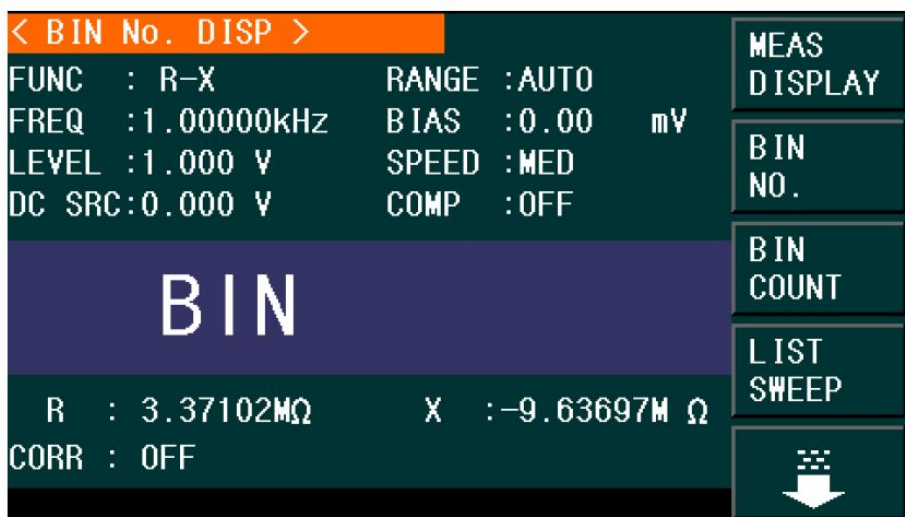 < BIN No. DISP >
FUNC : R-X RANGE :AUTO
FREQ :1.00000kHz BIAS :0.00 mV
LEVEL :1.000 V SPEED :MED
DC SRC:0.000 V COMP :OFF
BIN
R : 3.37102MΩ X :-9.63697M Ω
CORR : OFF
MEAS
DISPLAY
BIN
NO.
BIN
COUNT
LIST
SWEEP